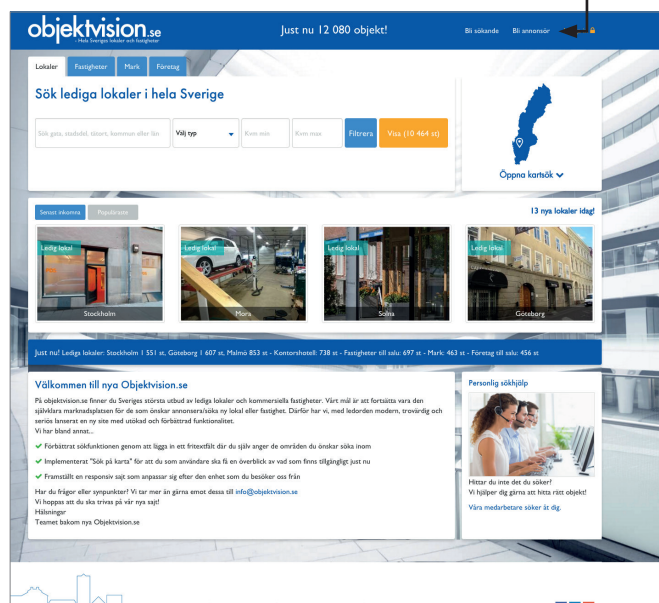 objektvision.se
- Hela Sveriges lokaler och fastigheter
Just nu 12 080 objekt!
Bli sökande Bli annonsör
Lokaler Fastigheter Mark Företag
Sök lediga lokaler i hela Sverige
Sök gata, stadsdel, tätort, kommun eller län Välj typ Kvm min Kvm max Filtrera Visa (10 464 st)
Öppna kartsök
Senast inkomna Populäraste 13 nya lokaler idag!
Ledig lokal Ledig lokal Ledig lokal Ledig lokal
Stockholm Mora Solna Göteborg
Just nu! Lediga lokaler: Stockholm 1 551 st, Göteborg 1 607 st, Malmö 853 st - Kontorshotell: 738 st - Fastigheter till salu: 697 st - Mark: 463 st - Företag till salu: 456 st
Välkommen till nya Objektvision.se
På objektvision.se finner du Sveriges största utbud av lediga lokaler och kommersiella fastigheter. Vårt mål är att fortsätta vara den
självklara marknadsplatsen för de som önskar annonsera/söka ny lokal eller fastighet. Därför har vi, med ledorden modern, trovärdig och
seriös lanserat en ny site med utökad och förbättrad funktionalitet.
Vi har bland annat...
Förbättrat sökfunktionen genom att lägga in ett fritextfält där du själv anger de områden du önskar söka inom
Implementerat "Sök på karta" för att du som användare ska få en överblick av vad som finns tillgängligt just nu
Framställt en responsiv sajt som anpassar sig efter den enhet som du besöker oss från
Har du frågor eller synpunkter? Vi tar mer än gärna emot dessa till info@objektvision.se
Vi hoppas att du ska trivas på vår nya sajt!
Hälsningar
Teamet bakom nya Objektvision.se
Personlig sökhjälp
Hittar du inte det du söker?
Vi hjälper dig gärna att hitta rätt objekt!
Våra medarbetare söker åt dig.